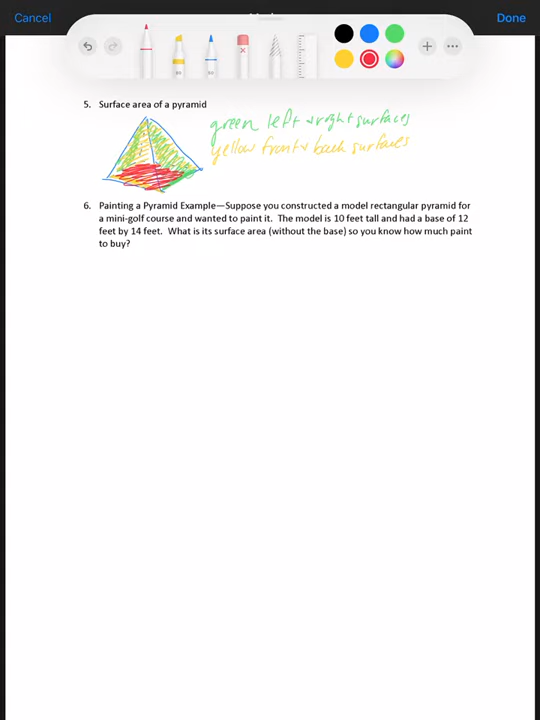 Cancel
Done
5. Surface area of a pyramid
green left & right surfaces
yellow front & back surfaces
6. Painting a Pyramid Example—Suppose you constructed a model rectangular pyramid for
a mini-golf course and wanted to paint it. The model is 10 feet tall and had a base of 12
feet by 14 feet. What is its surface area (without the base) so you know how much paint
to buy?